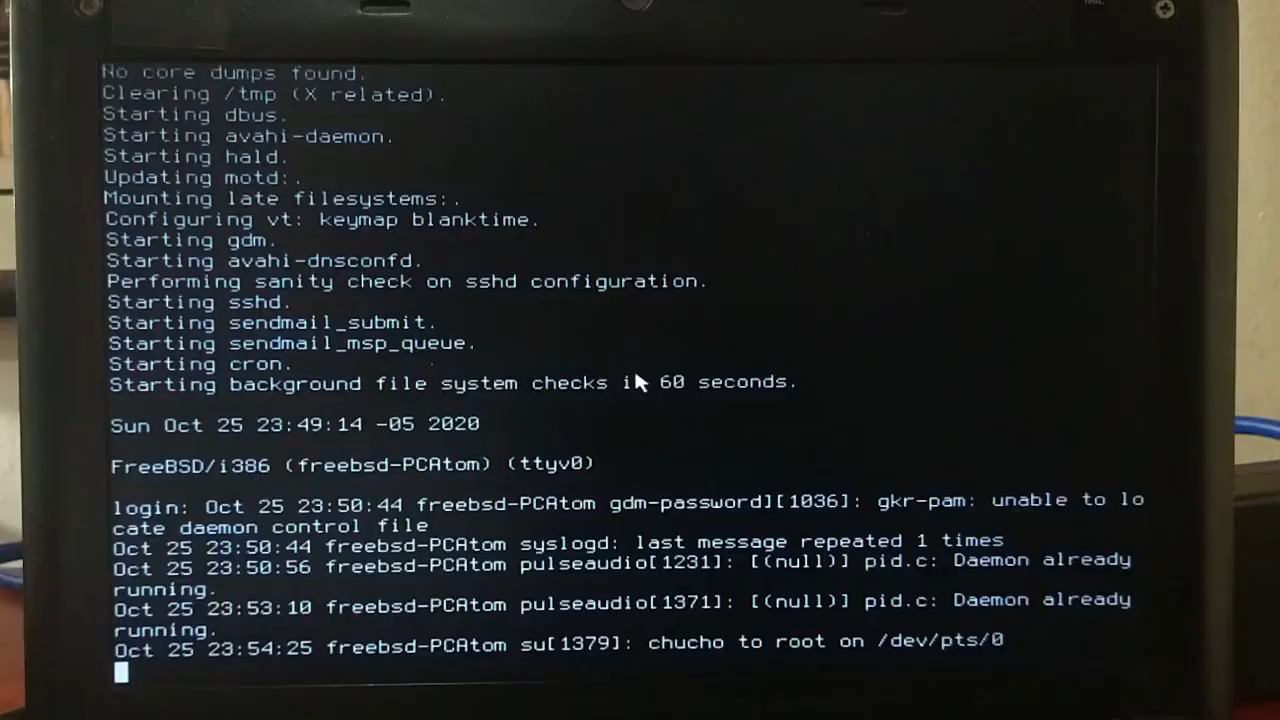 No core dumps found.
Clearing /tmp (X related).
Starting dbus.
Starting avahi-daemon.
Starting hald.
Updating motd:.
Mounting late filesystems:.
Configuring vt: keymap blanktime.
Starting gdm.
Starting avahi-dnsconfd.
Performing sanity check on sshd configuration.
Starting sshd.
Starting sendmail_submit.
Starting sendmail_msp_queue.
Starting cron.
Starting background file system checks i 60 seconds.
Sun Oct 25 23:49:14 -05 2020
FreeBSD/i386 (freebsd-PCAtom) (ttyv0)
login: Oct 25 23:50:44 freebsd-PCAtom gdm-password][1036]: gkr-pam: unable to lo
cate daemon control file
Oct 25 23:50:44 freebsd-PCAtom syslogd: last message repeated 1 times
Oct 25 23:50:56 freebsd-PCAtom pulseaudio[1231]: [(null)] pid.c: Daemon already
running.
Oct 25 23:53:10 freebsd-PCAtom pulseaudio[1371]: [(null)] pid.c: Daemon already
running.
Oct 25 23:54:25 freebsd-PCAtom su[1379]: chucho to root on /dev/pts/0